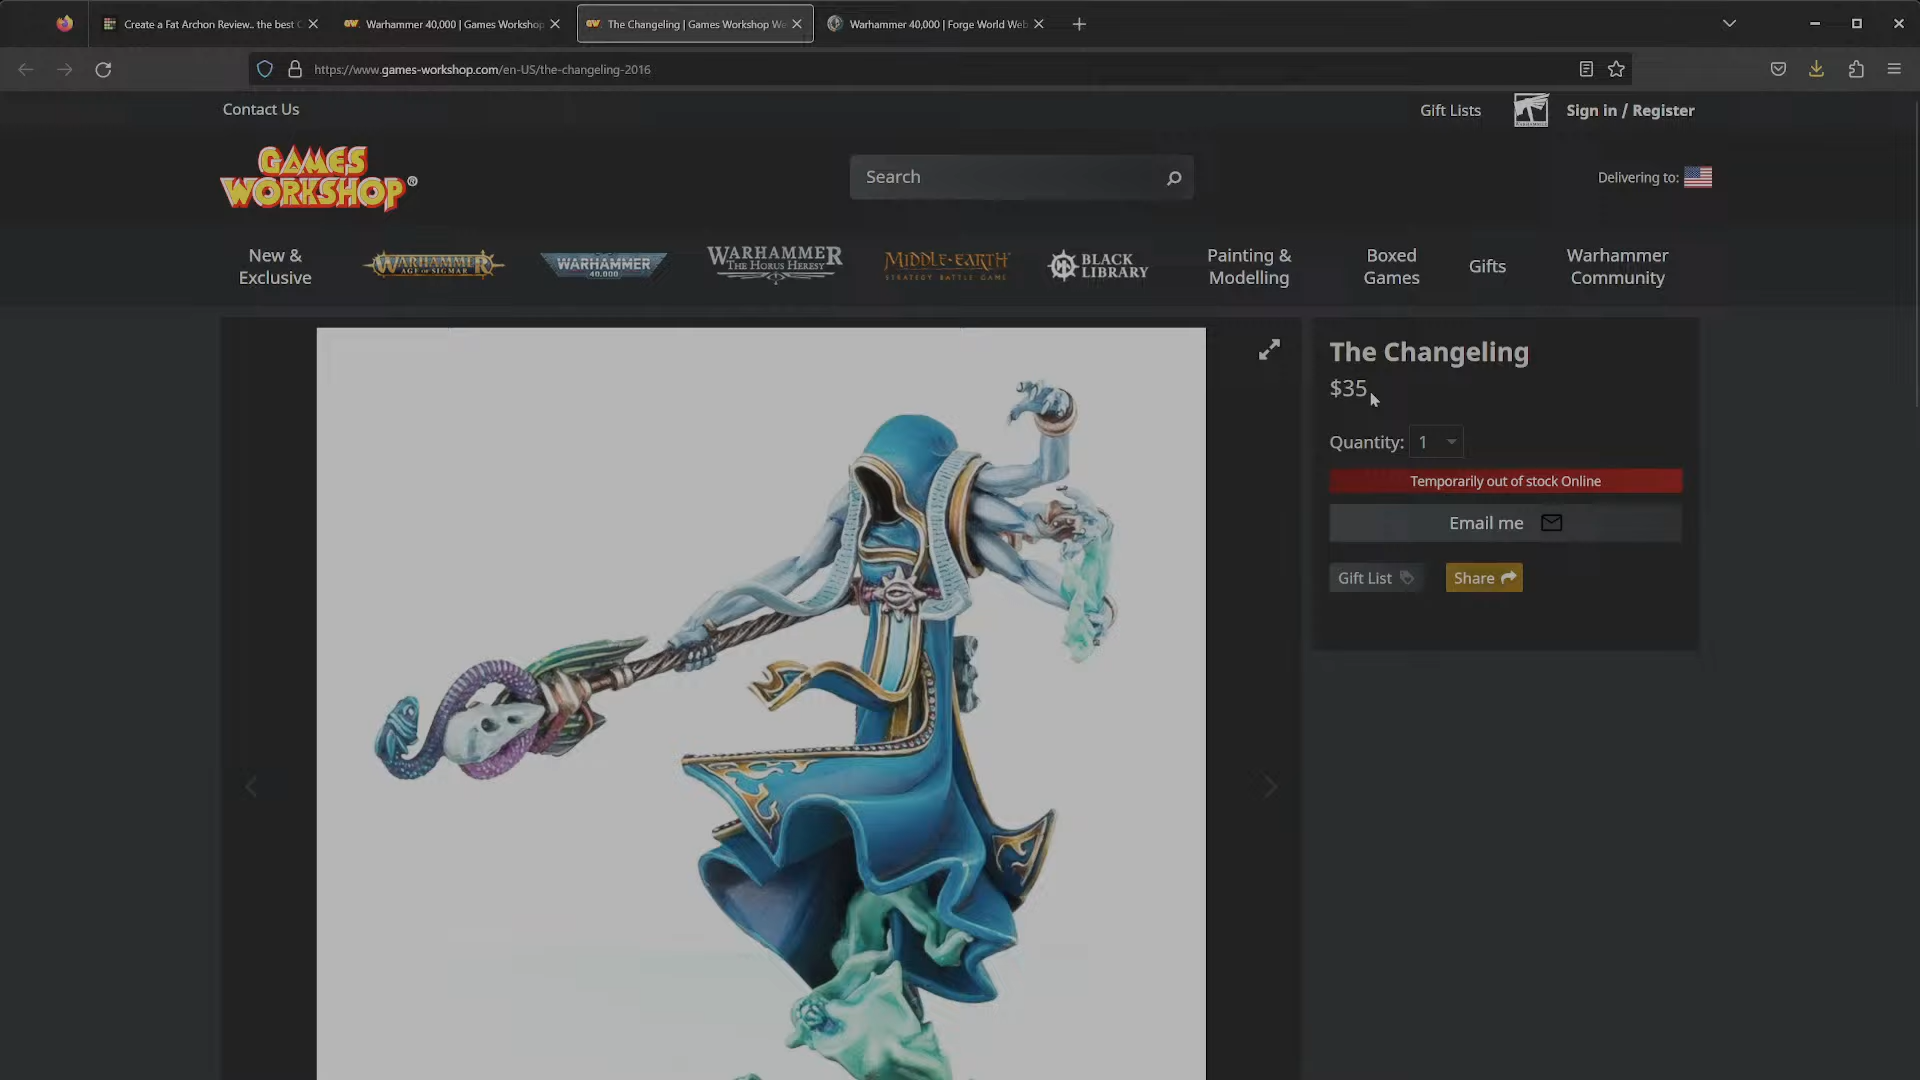 Create a Fat Archon Review.. the best C
Warhammer 40,000 | Games Workshop
The Changeling | Games Workshop We
Warhammer 40,000 | Forge World Web
https://www.games-workshop.com/en-US/the-changeling-2016
Contact Us
Gift Lists
Sign in / Register
GAMES
WORKSHOP®
Search
Delivering to:
New &
Exclusive
WARHAMMER
AGE OF SIGMAR
WARHAMMER
40,000
WARHAMMER
THE HORUS HERESY
MIDDLE-EARTH
STRATEGY BATTLE GAME
BLACK
LIBRARY
Painting &
Modelling
Boxed
Games
Gifts
Warhammer
Community
The Changeling
$35
Quantity: 1
Temporarily out of stock Online
Email me
Gift List
Share